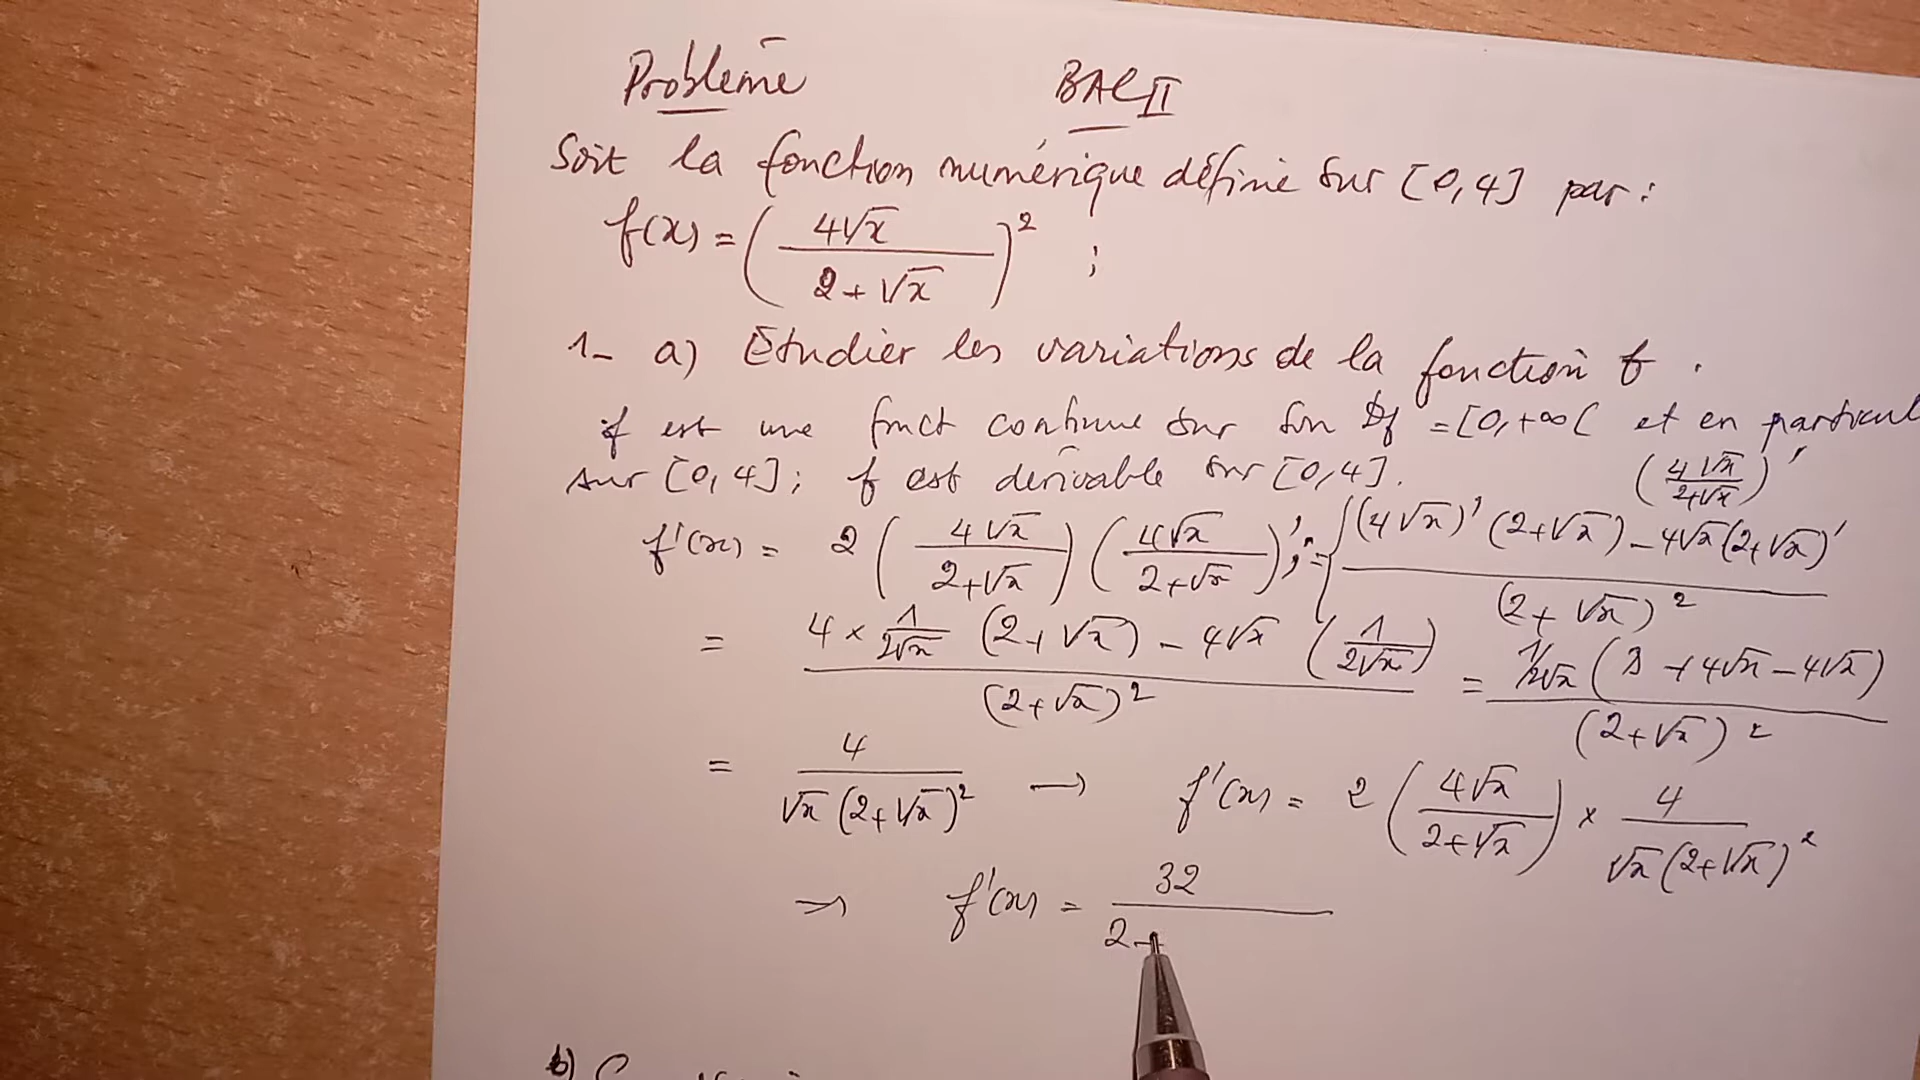 Problème BAC II
Soit la fonction numérique définie sur [0,4] par :
f(x) = (4√x / (2+√x))² ;
1- a) Etudier les variations de la fonction f .
f est une fnct continue sur son Df = [0,+∞[ et en particul
sur [0,4] ; f est dérivable sur [0,4]. (4√x / (2+√x))'
f'(x) = 2 (4√x / (2+√x)) (4√x / (2+√x))' ; = ((4√x)' (2+√x) - 4√x (2+√x)') / (2+√x)²
= (4 × 1/(2√x) (2+√x) - 4√x (1/(2√x))) / (2+√x)² = (1/(2√x) (8 + 4√x - 4√x)) / (2+√x)²
= 4 / (√x (2+√x)²) → f'(x) = 2 (4√x / (2+√x)) × 4 / (√x (2+√x)²)
⇒ f'(x) = 32 / 2+
b)